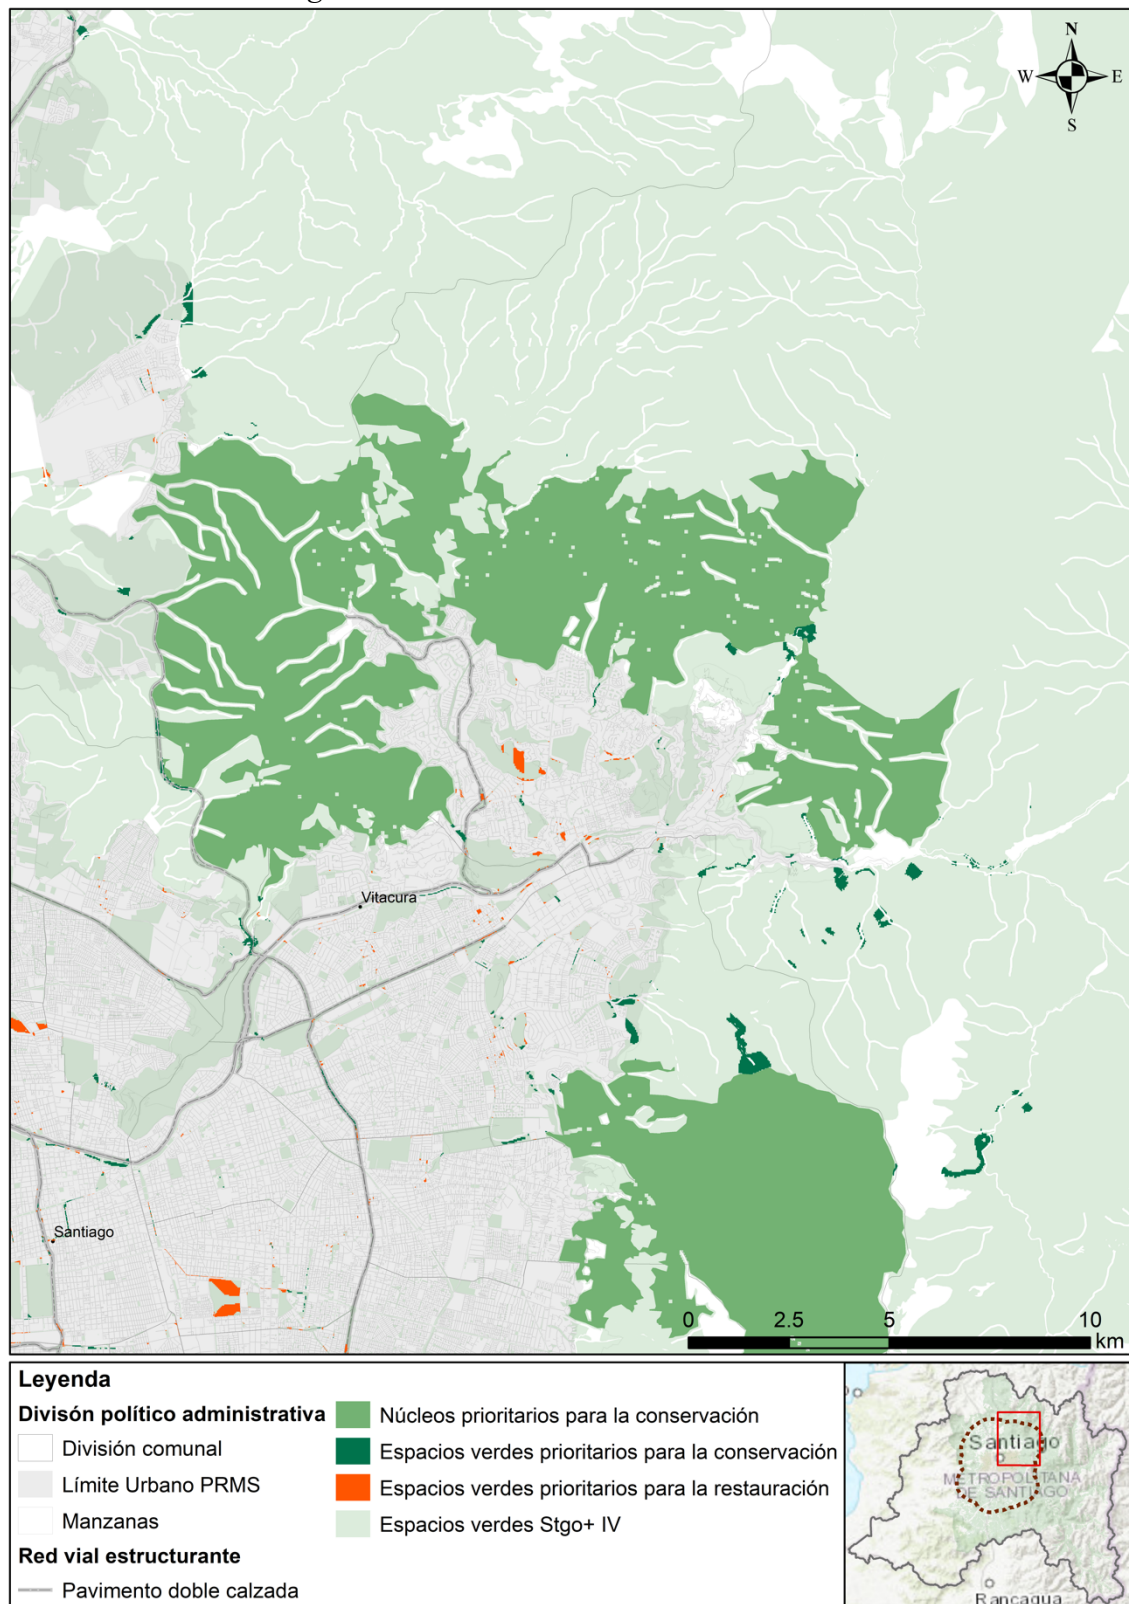 N
W E
S
Vitacura
Santiago
0 2.5 5 10
km
Leyenda
Divisón político administrativa
División comunal
Límite Urbano PRMS
Manzanas
Red vial estructurante
Pavimento doble calzada
Núcleos prioritarios para la conservación
Espacios verdes prioritarios para la conservación
Espacios verdes prioritarios para la restauración
Espacios verdes Stgo+ IV
Santiago
METROPOLITANA
DE SANTIAGO
Rancagua